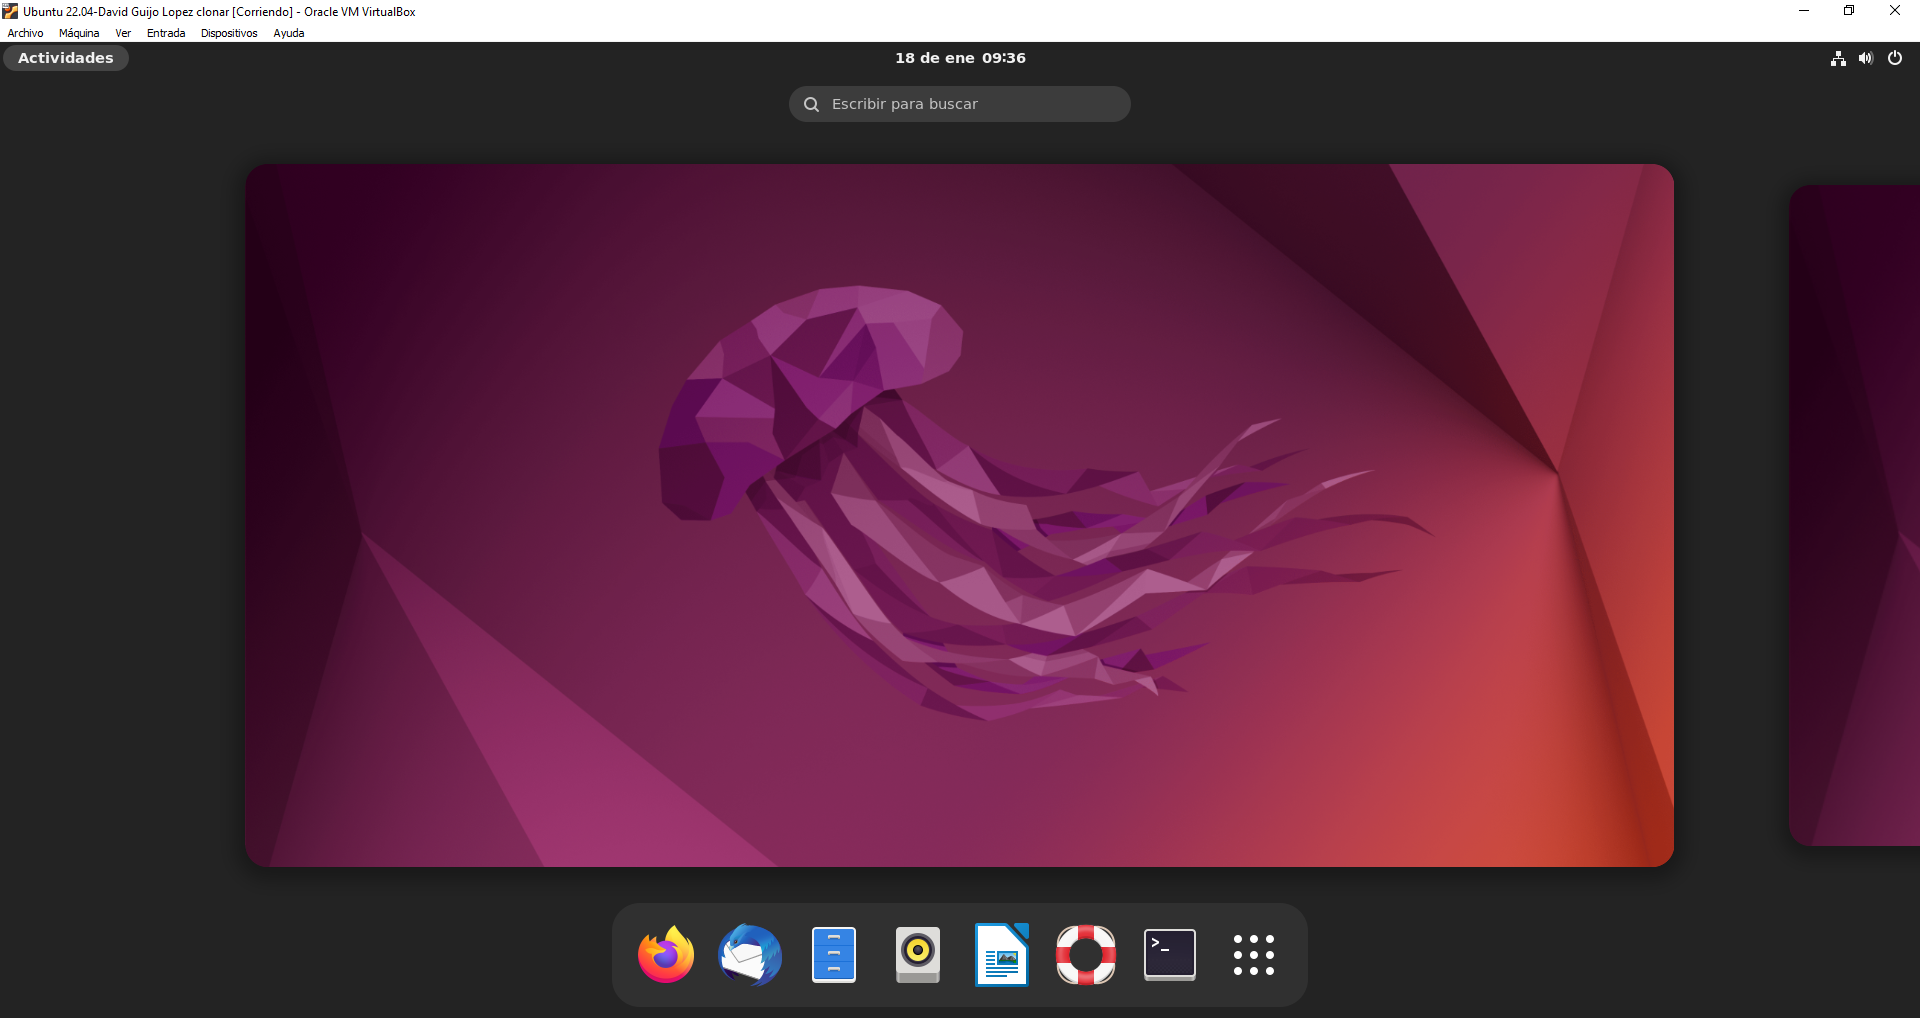 Ubuntu 22.04-David Guijo Lopez clonar [Corriendo] - Oracle VM VirtualBox
Archivo Máquina Ver Entrada Dispositivos Ayuda
Actividades 18 de ene 09:36
Escribir para buscar
>_